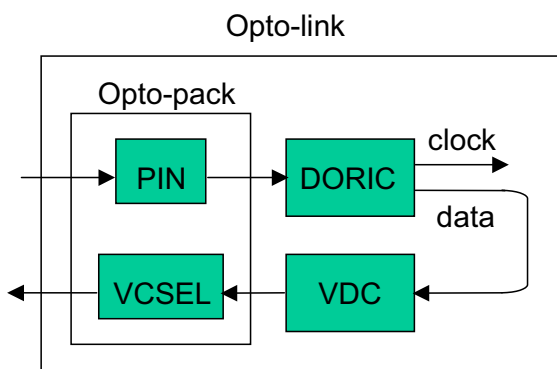 Opto-link
Opto-pack
PIN
DORIC
clock
data
VCSEL
VDC